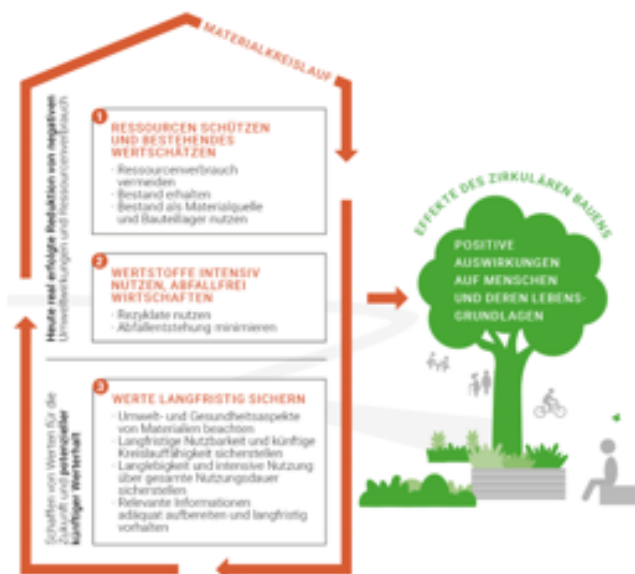 MATERIALKREISLAUF
Heute real erfolgte Reduktion von negativen
Umweltwirkungen und Ressourcenverbrauch
1
RESSOURCEN SCHÜTZEN
UND BESTEHENDES
WERTSCHÄTZEN
· Ressourcenverbrauch
vermeiden
· Bestand erhalten
· Bestand als Materialquelle
und Bauteillager nutzen
2
WERTSTOFFE INTENSIV
NUTZEN, ABFALLFREI
WIRTSCHAFTEN
· Rezyklate nutzen
· Abfallentstehung minimieren
Schaffen von Werten für die
Zukunft und potenzieller
künftiger Werterhalt
3
WERTE LANGFRISTIG SICHERN
· Umwelt- und Gesundheitsaspekte
von Materialien beachten
· Langfristige Nutzbarkeit und künftige
Kreislauffähigkeit sicherstellen
· Langlebigkeit und intensive Nutzung
über gesamte Nutzungsdauer
sicherstellen
· Relevante Informationen
adäquat aufbereiten und langfristig
vorhalten
EFFEKTE DES ZIRKULÄREN BAUENS
POSITIVE
AUSWIRKUNGEN
AUF MENSCHEN
UND DEREN LEBENS-
GRUNDLAGEN